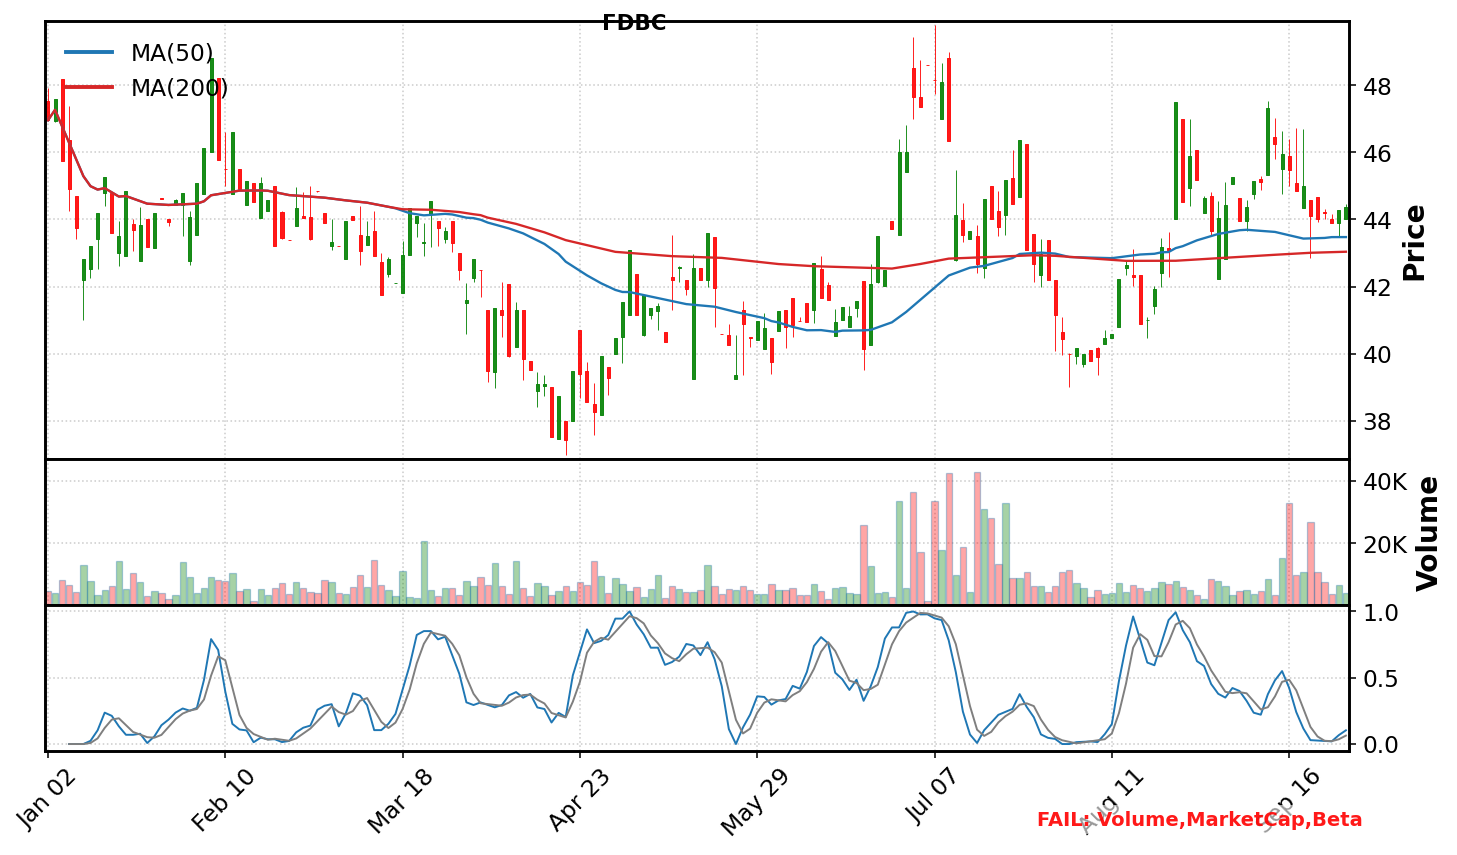 FDBC
MA(50)
MA(200)
48
46
44
42
40
38
Price
40K
20K
Volume
1.0
0.5
0.0
Jan 02
Feb 10
Mar 18
Apr 23
May 29
Jul 07
Aug 11
Sep 16
FAIL: Volume,MarketCap,Beta